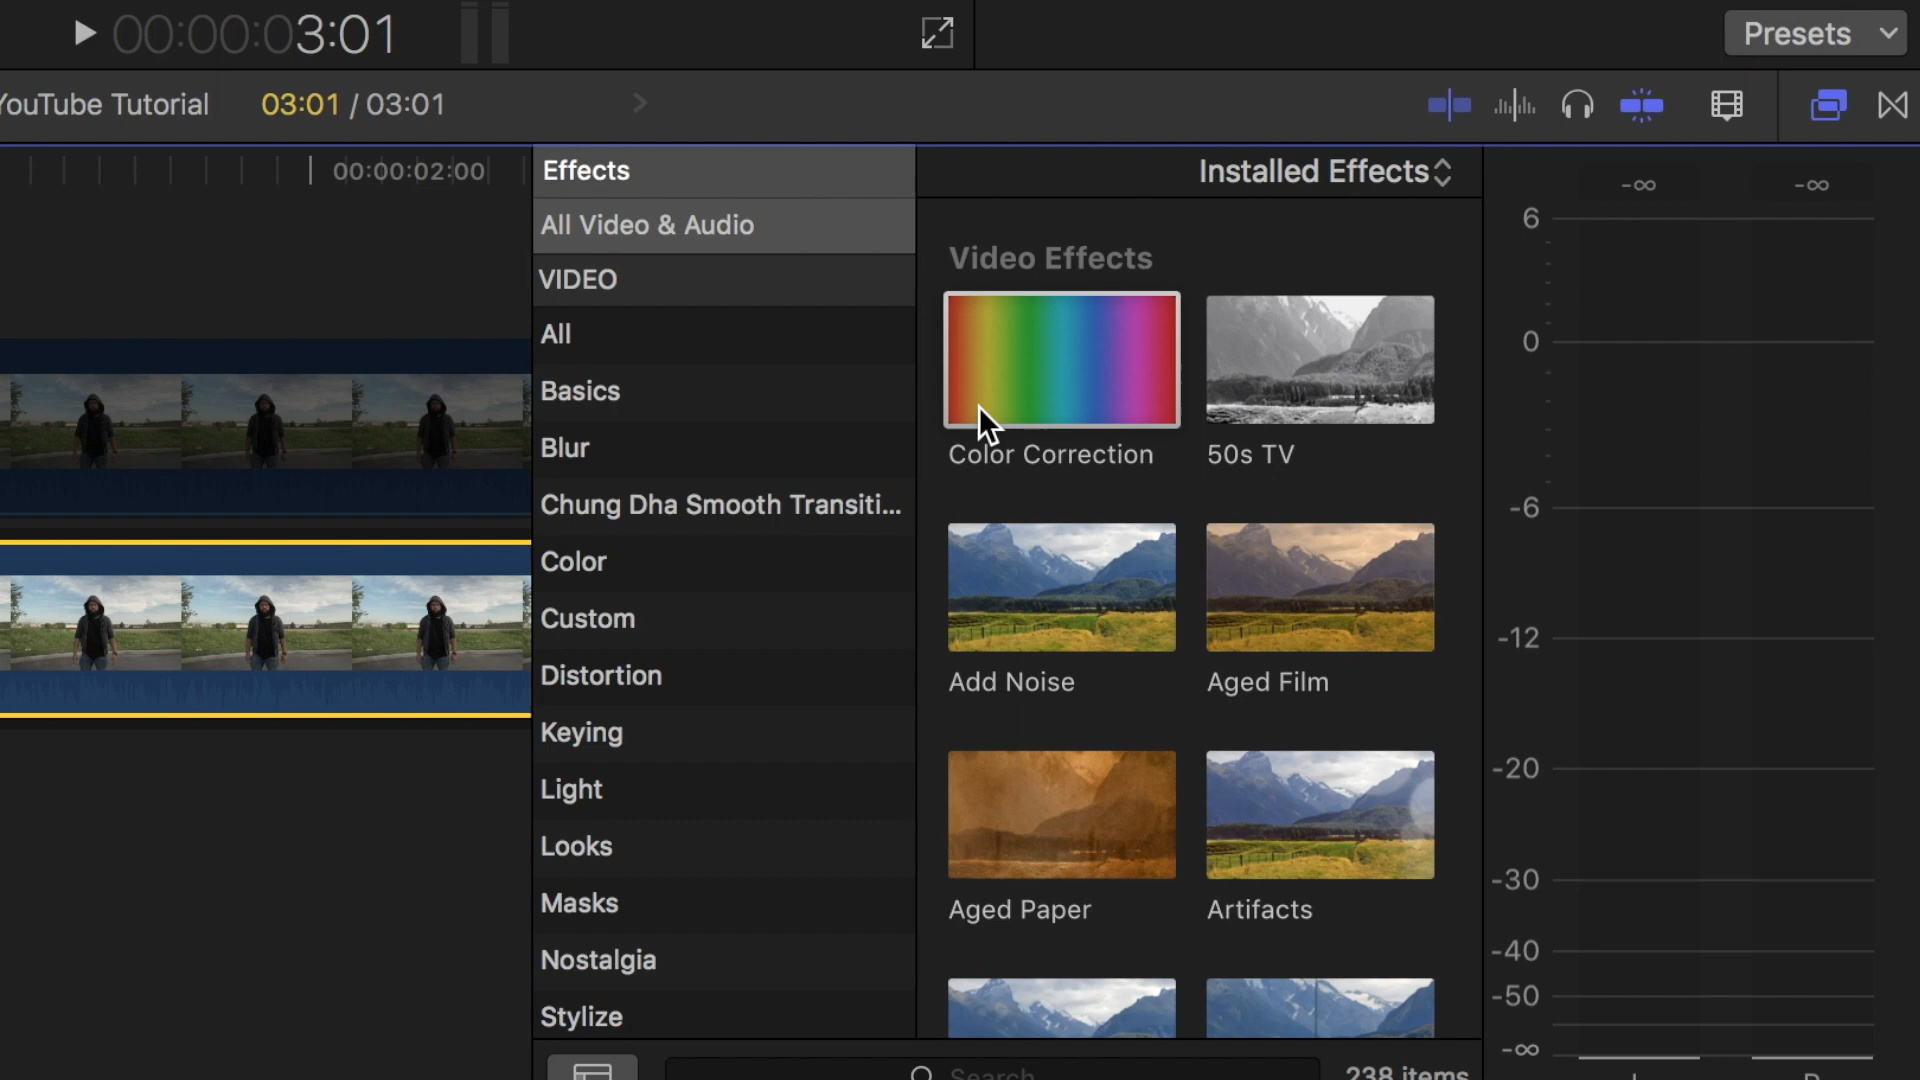 00:00:03:01
Presets
YouTube Tutorial 03:01 / 03:01
00:00:02:00
Effects
All Video & Audio
VIDEO
All
Basics
Blur
Chung Dha Smooth Transiti...
Color
Custom
Distortion
Keying
Light
Looks
Masks
Nostalgia
Stylize
Installed Effects
Video Effects
Color Correction
50s TV
Add Noise
Aged Film
Aged Paper
Artifacts
Search
238 items
-∞ -∞
6
0
-6
-12
-20
-30
-40
-50
-∞